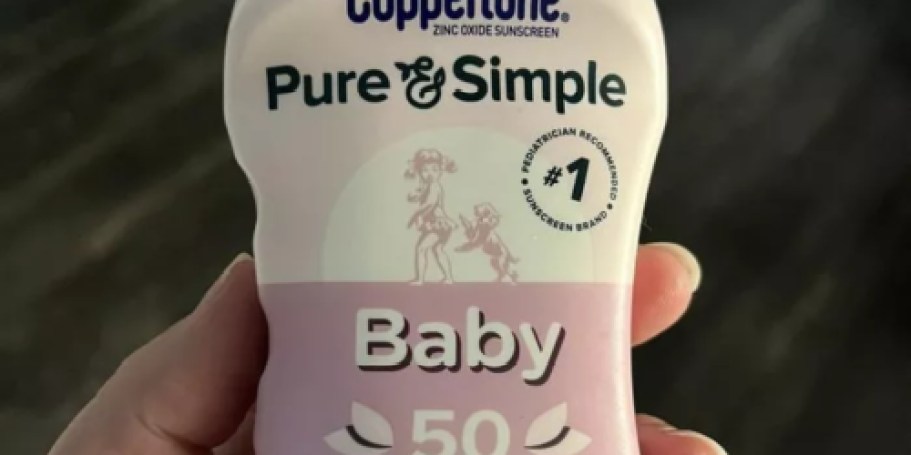 Coppertone®
ZINC OXIDE SUNSCREEN
Pure & Simple
PEDIATRICIAN RECOMMENDED
#1
• SUNSCREEN BRAND •
Baby
50